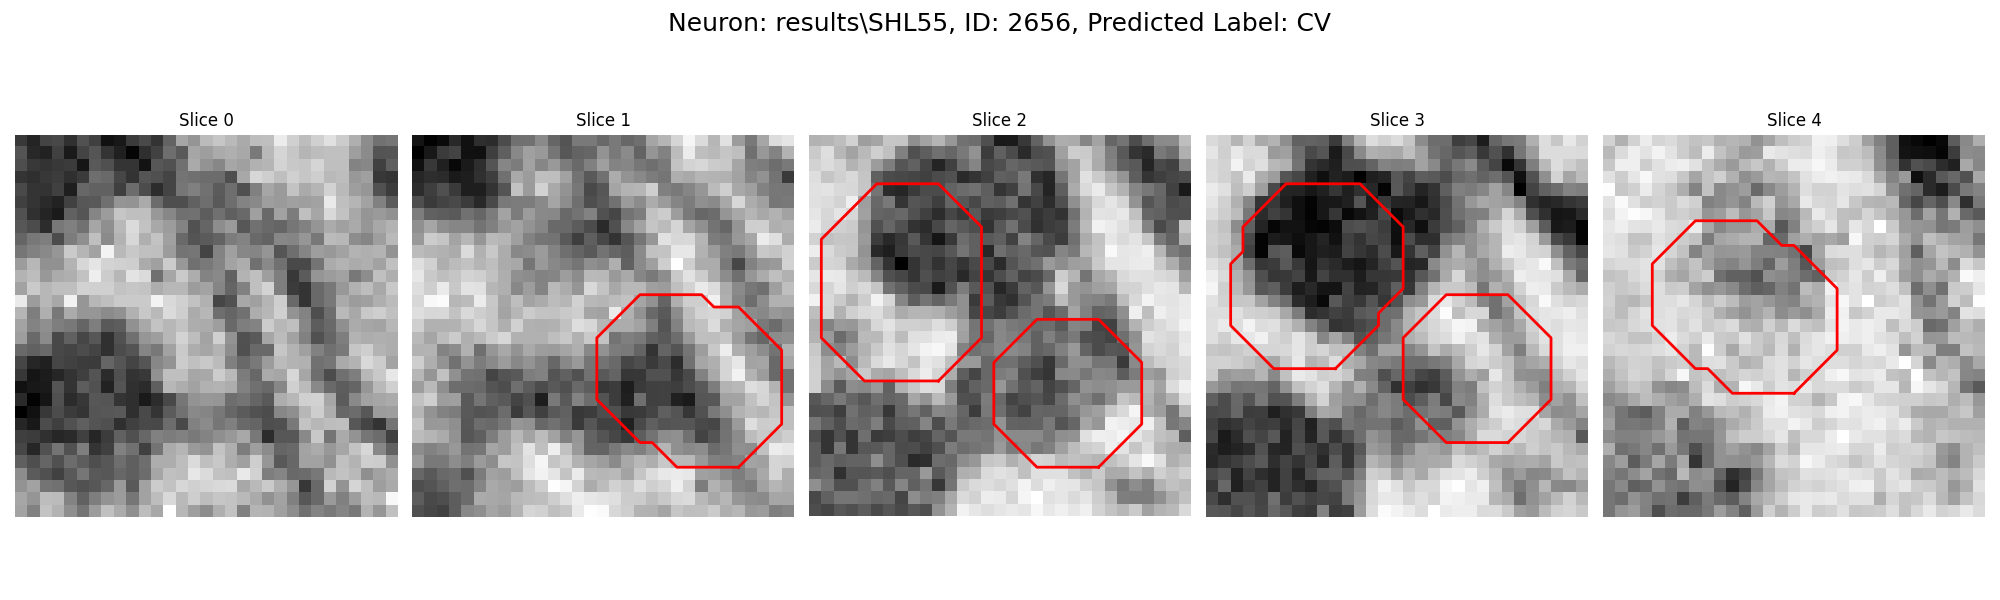 Neuron: results\SHL55, ID: 2656, Predicted Label: CV
Slice 0
Slice 1
Slice 2
Slice 3
Slice 4